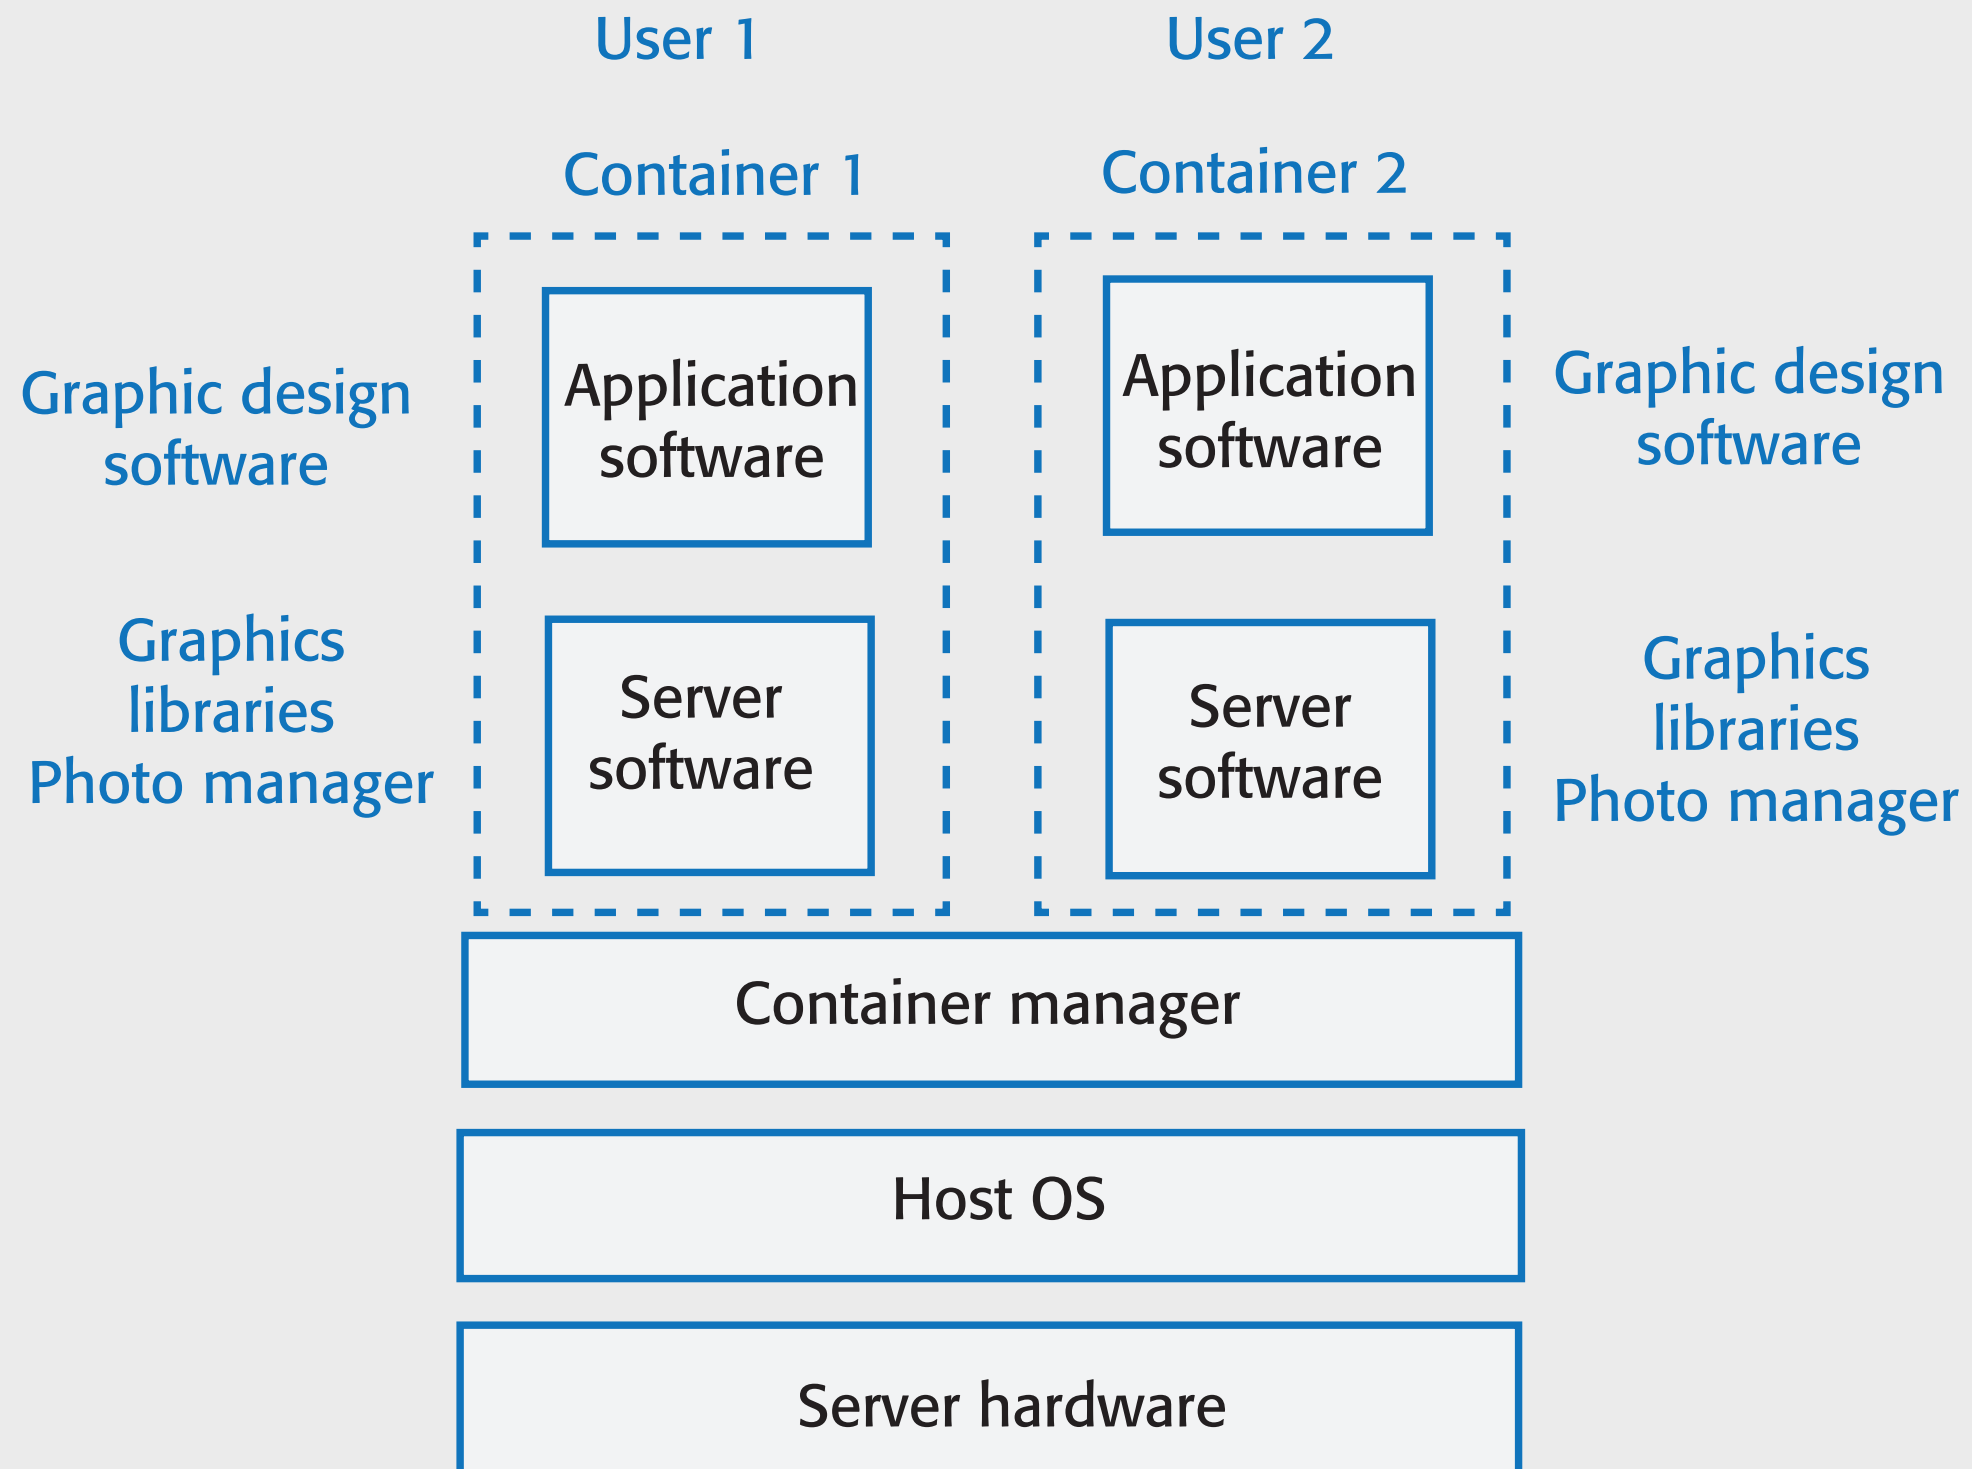 User 1
User 2
Container 1
Container 2
Graphic design
software
Application
software
Application
software
Graphic design
software
Graphics
libraries
Photo manager
Server
software
Server
software
Graphics
libraries
Photo manager
Container manager
Host OS
Server hardware